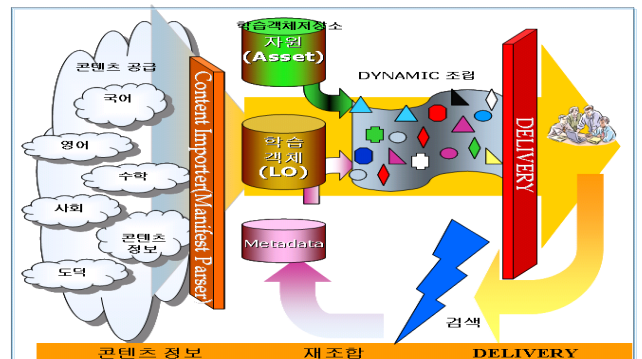 콘텐츠 공급
국어
영어
수학
사회
콘텐츠
정보
도덕
Content Importer(Manifest Parser)
학습객체저장소
자원
(Asset)
학습
객체
(LO)
Metadata
DYNAMIC 조립
DELIVERY
검색
콘텐츠 정보
재조합
DELIVERY